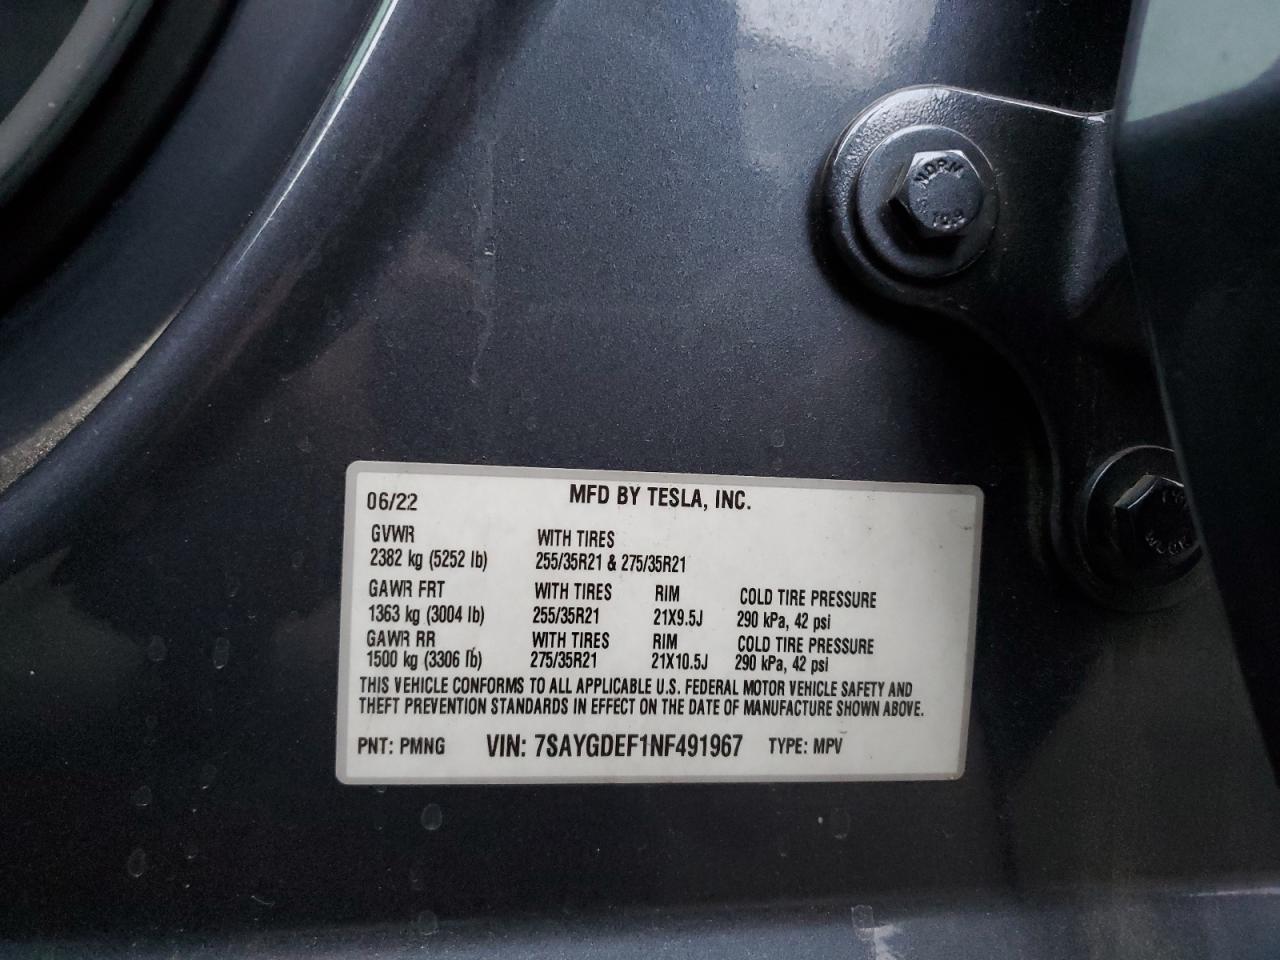 NDRM
10.9
06/22 MFD BY TESLA, INC.
GVWR WITH TIRES
2382 kg (5252 lb) 255/35R21 & 275/35R21
GAWR FRT WITH TIRES RIM COLD TIRE PRESSURE
1363 kg (3004 lb) 255/35R21 21X9.5J 290 kPa, 42 psi
GAWR RR WITH TIRES RIM COLD TIRE PRESSURE
1500 kg (3306 lb) 275/35R21 21X10.5J 290 kPa, 42 psi
THIS VEHICLE CONFORMS TO ALL APPLICABLE U.S. FEDERAL MOTOR VEHICLE SAFETY AND
THEFT PREVENTION STANDARDS IN EFFECT ON THE DATE OF MANUFACTURE SHOWN ABOVE.
PNT: PMNG VIN: 7SAYGDEF1NF491967 TYPE: MPV